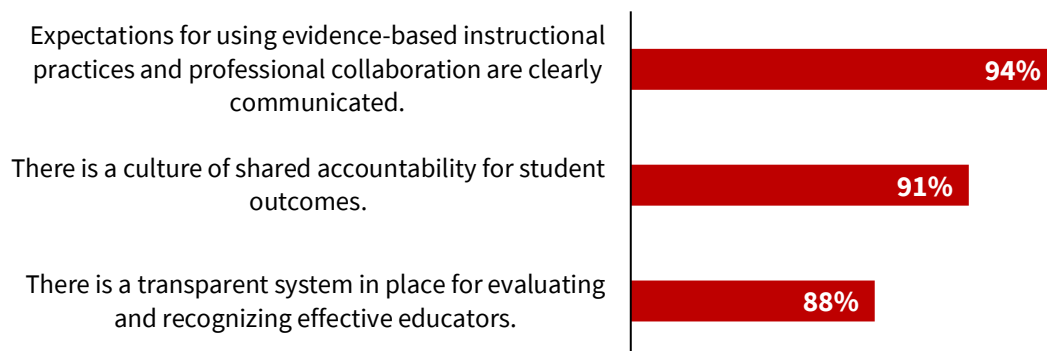 Expectations for using evidence-based instructional
practices and professional collaboration are clearly
communicated.
94%
There is a culture of shared accountability for student
outcomes.
91%
There is a transparent system in place for evaluating
and recognizing effective educators.
88%